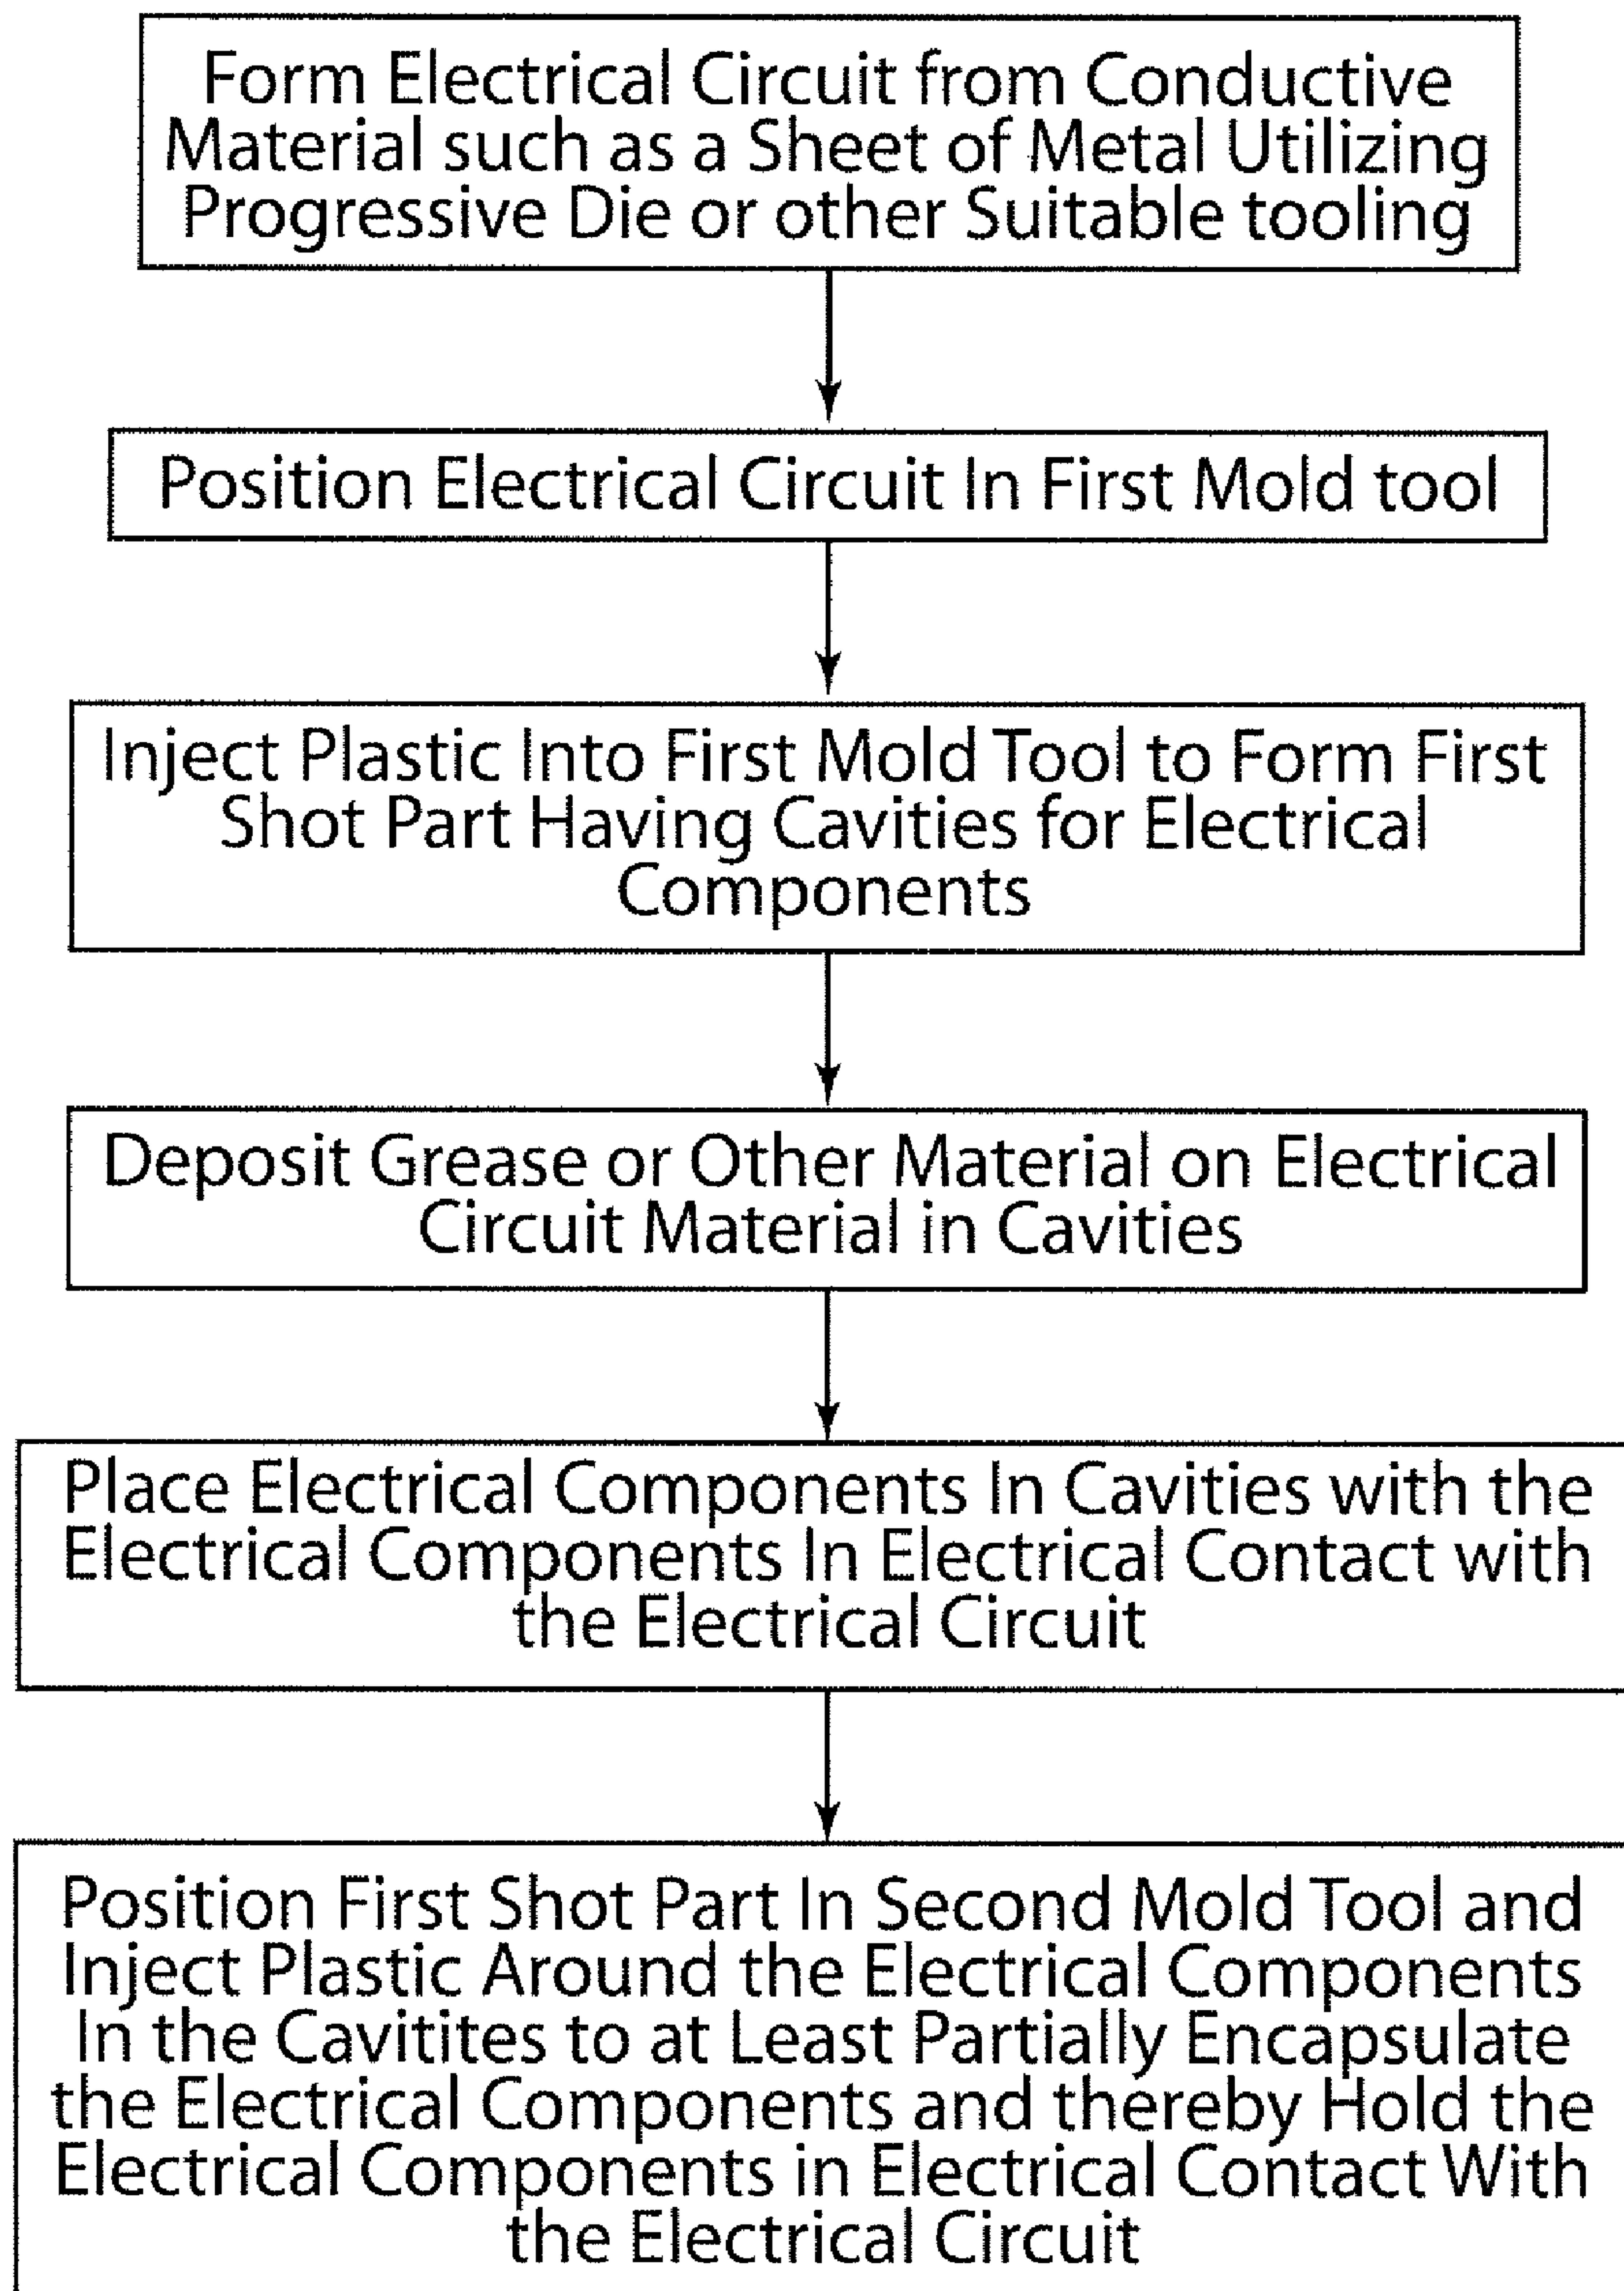 Form Electrical Circuit from Conductive
Material such as a Sheet of Metal Utilizing
Progressive Die or other Suitable tooling
Position Electrical Circuit In First Mold tool
Inject Plastic Into First Mold Tool to Form First
Shot Part Having Cavities for Electrical
Components
Deposit Grease or Other Material on Electrical
Circuit Material in Cavities
Place Electrical Components In Cavities with the
Electrical Components In Electrical Contact with
the Electrical Circuit
Position First Shot Part In Second Mold Tool and
Inject Plastic Around the Electrical Components
In the Cavitites to at Least Partially Encapsulate
the Electrical Components and thereby Hold the
Electrical Components in Electrical Contact With
the Electrical Circuit